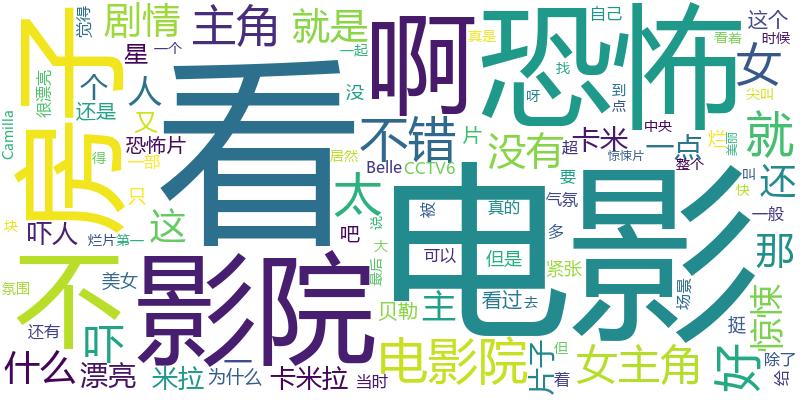 剧情
主角
就是
啊
恐怖
自己
看着
这个
时候
觉得
一个
一起
真是
很漂亮
星
个
人
还是
没
找
到
点
呀
尖叫
女
房子
看
Camilla
恐怖片
又
不错
没有
片
卡米
超
一点
中央
烂
美丽
就
得
一部
居然
Belle
CCTV6
惊悚片
整个
叫
还
块
吓人
只
这
太
要
气氛
快
一般
烂片
第一
吧
说
被
真的
多
那
不
影院
电影
大
可以
但是
紧张
氛围
美女
贝勒
主
看过
去
场景
挺
惊悚
还有
吓
最后
什么
漂亮
米拉
为什么
一
卡米拉
当时
电影院
片子
但
着
女主角
好
除了
给